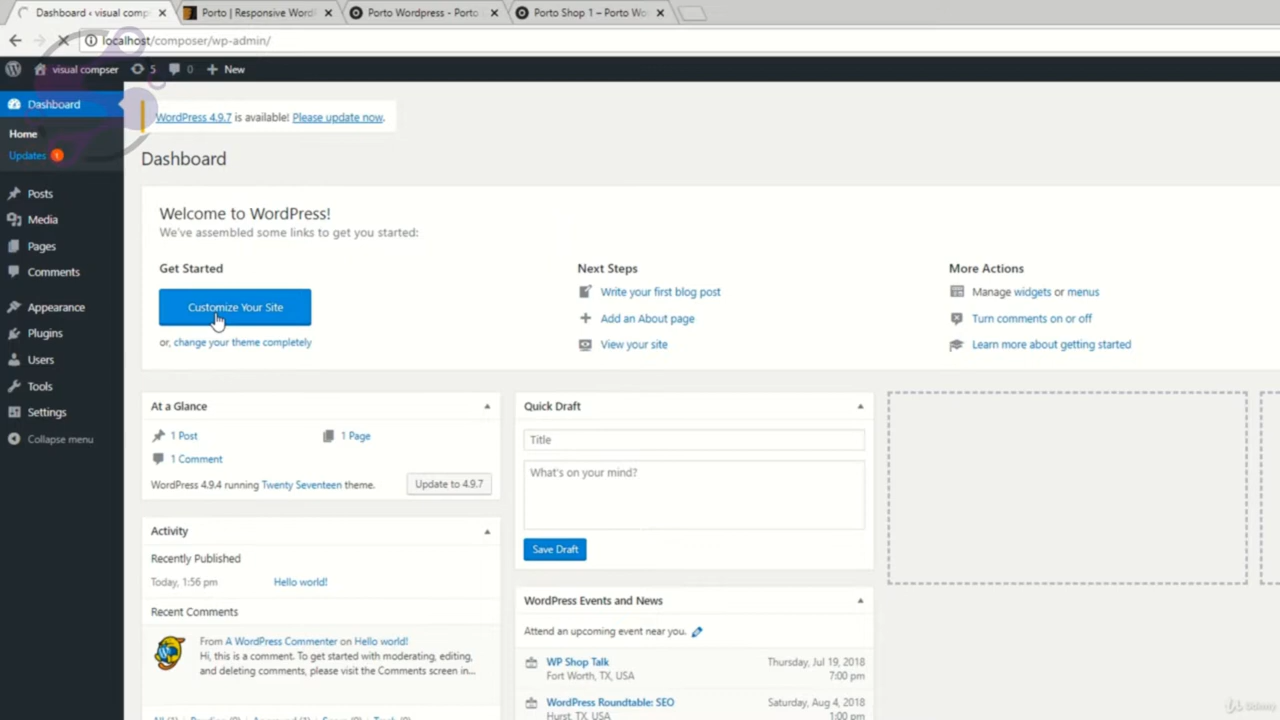 Dashboard ‹ visual comp
Porto | Responsive Word
Porto Wordpress - Porto
Porto Shop 1 – Porto Wo
localhost/composer/wp-admin/
visual compser 5 0 New
Dashboard
Home
Updates 1
Posts
Media
Pages
Comments
Appearance
Plugins
Users
Tools
Settings
Collapse menu
WordPress 4.9.7 is available! Please update now.
Dashboard
Welcome to WordPress!
We've assembled some links to get you started:
Get Started
Customize Your Site
or, change your theme completely
Next Steps
Write your first blog post
Add an About page
View your site
More Actions
Manage widgets or menus
Turn comments on or off
Learn more about getting started
At a Glance
1 Post
1 Page
1 Comment
WordPress 4.9.4 running Twenty Seventeen theme.
Update to 4.9.7
Activity
Recently Published
Today, 1:56 pm Hello world!
Recent Comments
From A WordPress Commenter on Hello world!
Hi, this is a comment. To get started with moderating, editing,
and deleting comments, please visit the Comments screen in...
Quick Draft
Title
What's on your mind?
Save Draft
WordPress Events and News
Attend an upcoming event near you.
WP Shop Talk Thursday, Jul 19, 2018
Fort Worth, TX, USA 7:00 pm
WordPress Roundtable: SEO Saturday, Aug 4, 2018
Hurst, TX, USA 1:00 pm
Udemy